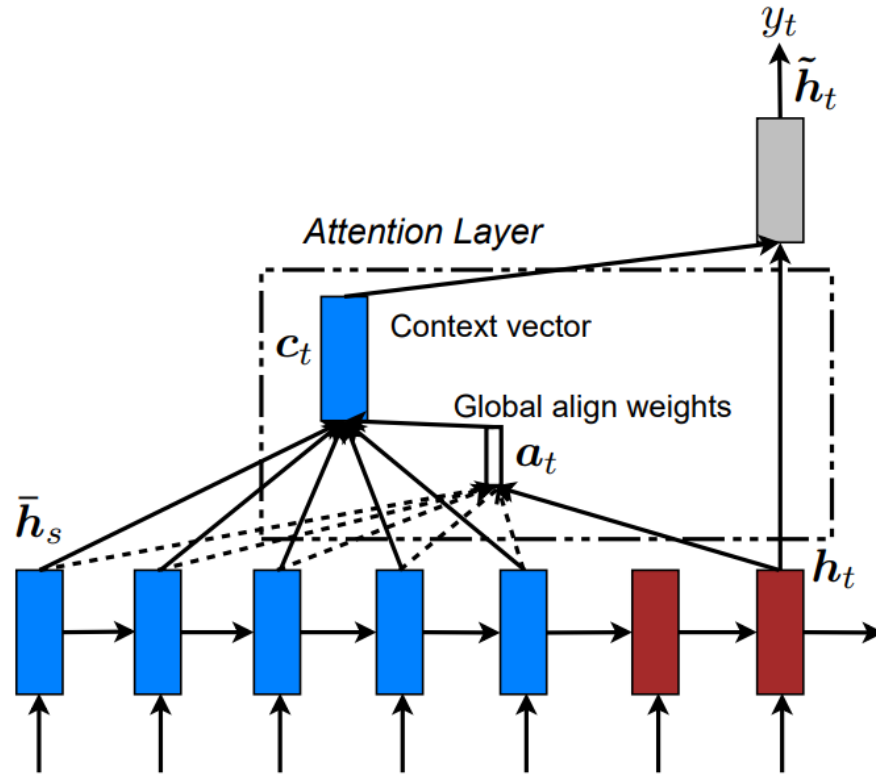 y_t
h̃_t
Attention Layer
Context vector
c_t
Global align weights
a_t
h̄_s
h_t